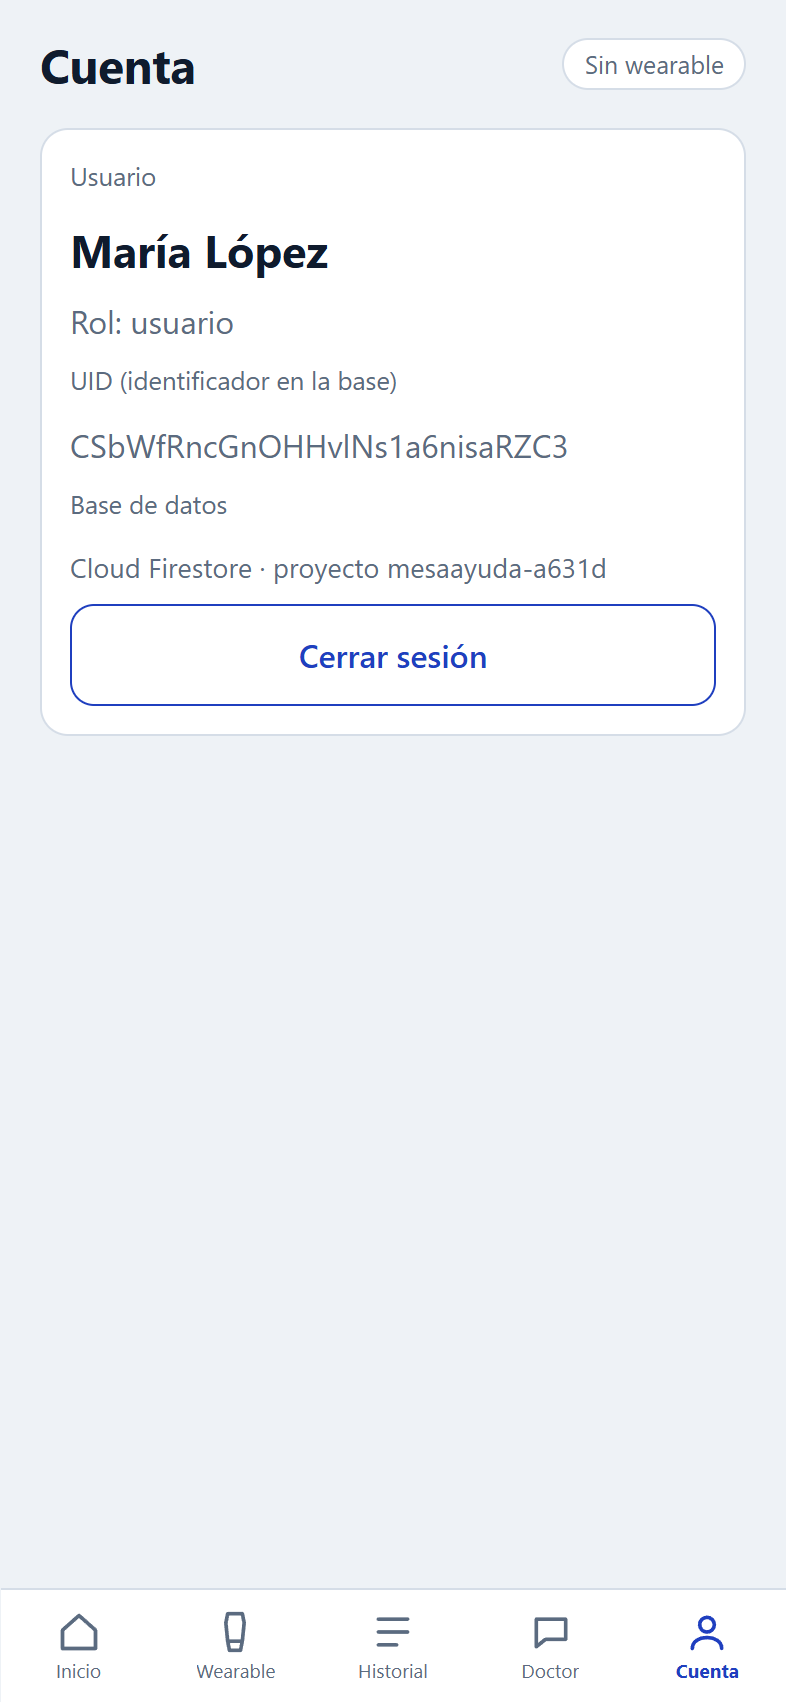 Cuenta
Sin wearable
Usuario
María López
Rol: usuario
UID (identificador en la base)
CSbWfRncGnOHHvlNs1a6nisaRZC3
Base de datos
Cloud Firestore · proyecto mesaayuda-a631d
Cerrar sesión
Inicio
Wearable
Historial
Doctor
Cuenta